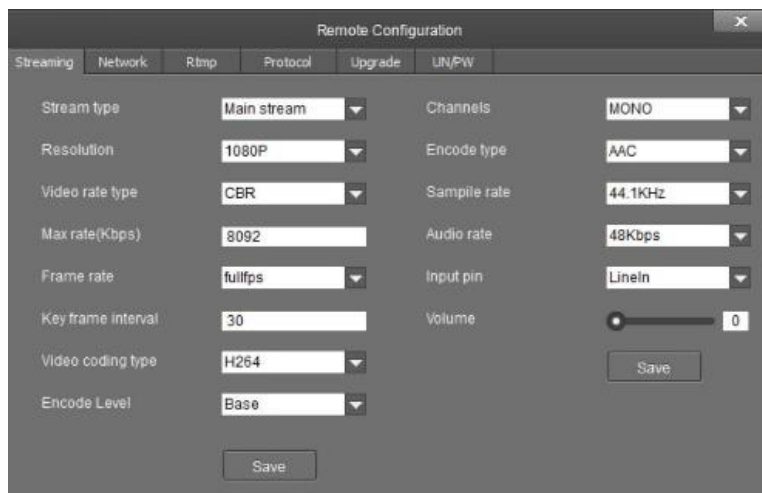 Remote Configuration
Streaming Network Rtmp Protocol Upgrade UN/PW
Stream type Main stream Channels MONO
Resolution 1080P Encode type AAC
Video rate type CBR Sampile rate 44.1KHz
Max rate(Kbps) 8092 Audio rate 48Kbps
Frame rate fullfps Input pin LineIn
Key frame interval 30 Volume 0
Video coding type H264 Save
Encode Level Base
Save